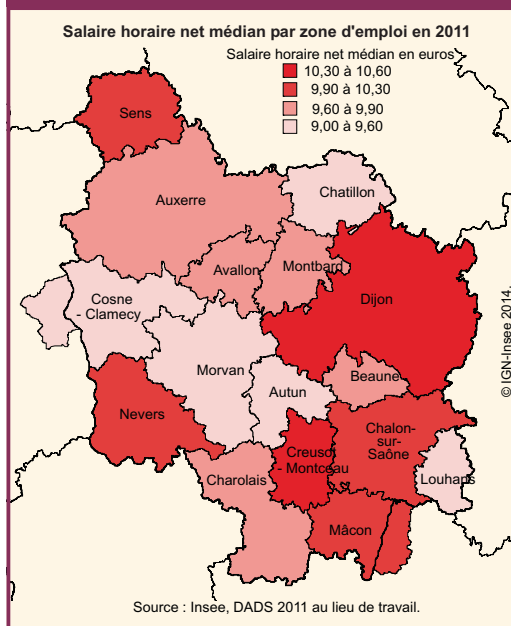 Salaire horaire net médian par zone d'emploi en 2011
Salaire horaire net médian en euros
10,30 à 10,60
9,90 à 10,30
9,60 à 9,90
9,00 à 9,60
Sens
Auxerre
Chatillon
Avallon
Montbard
Dijon
Cosne
- Clamecy
Morvan
Beaune
Autun
Nevers
Chalon-
sur-
Saône
Creusot
- Montceau
Charolais
Louhans
Mâcon
© IGN-Insee 2014.
Source : Insee, DADS 2011 au lieu de travail.